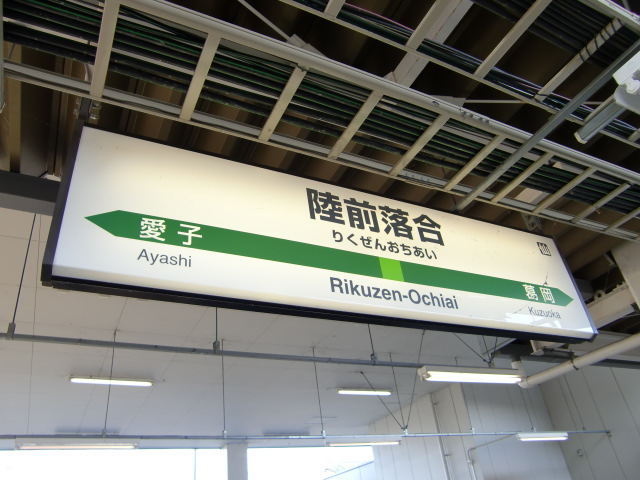 陸前落合
りくぜんおちあい
愛子
Ayashi
Rikuzen-Ochiai
葛岡
Kuzuoka